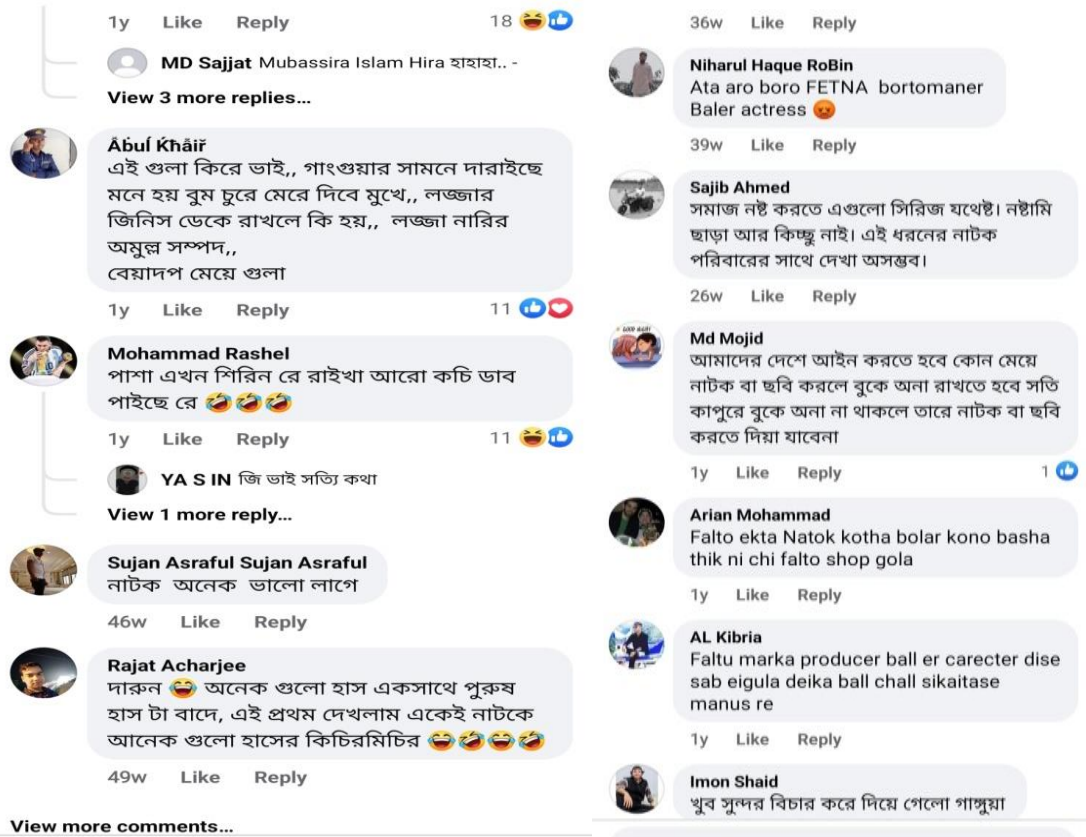 1y Like Reply 18
MD Sajjat Mubassira Islam Hira হাহাহা.. -
View 3 more replies...
Åḃuĺ Ḱħåiř
এই গুলা কিরে ভাই,, গাংগুয়ার সামনে দারাইছে
মনে হয় বুম চুরে মেরে দিবে মুখে,, লজ্জার
জিনিস ডেকে রাখলে কি হয়,, লজ্জা নারির
অমুল্ল সম্পদ,,
বেয়াদপ মেয়ে গুলা
1y Like Reply 11
Mohammad Rashel
পাশা এখন শিরিন রে রাইখা আরো কচি ডাব
পাইছে রে 🤣🤣🤣
1y Like Reply 11
YA S IN জি ভাই সত্যি কথা
View 1 more reply...
Sujan Asraful Sujan Asraful
নাটক অনেক ভালো লাগে
46w Like Reply
Rajat Acharjee
দারুন 😂 অনেক গুলো হাস একসাথে পুরুষ
হাস টা বাদে, এই প্রথম দেখলাম একেই নাটকে
আনেক গুলো হাসের কিচিরমিচির 😂🤣😂🤣
49w Like Reply
View more comments...
36w Like Reply
Niharul Haque RoBin
Ata aro boro FETNA bortomaner
Baler actress 😡
39w Like Reply
Sajib Ahmed
সমাজ নষ্ট করতে এগুলো সিরিজ যথেষ্ট। নষ্টামি
ছাড়া আর কিচ্ছু নাই। এই ধরনের নাটক
পরিবারের সাথে দেখা অসম্ভব।
26w Like Reply
Md Mojid
আমাদের দেশে আইন করতে হবে কোন মেয়ে
নাটক বা ছবি করলে বুকে অনা রাখতে হবে সতি
কাপুরে বুকে অনা না থাকলে তারে নাটক বা ছবি
করতে দিয়া যাবেনা
1y Like Reply 1
Arian Mohammad
Falto ekta Natok kotha bolar kono basha
thik ni chi falto shop gola
1y Like Reply
AL Kibria
Faltu marka producer ball er carecter dise
sab eigula deika ball chall sikaitase
manus re
1y Like Reply
Imon Shaid
খুব সুন্দর বিচার করে দিয়ে গেলো গাঙ্গুয়া